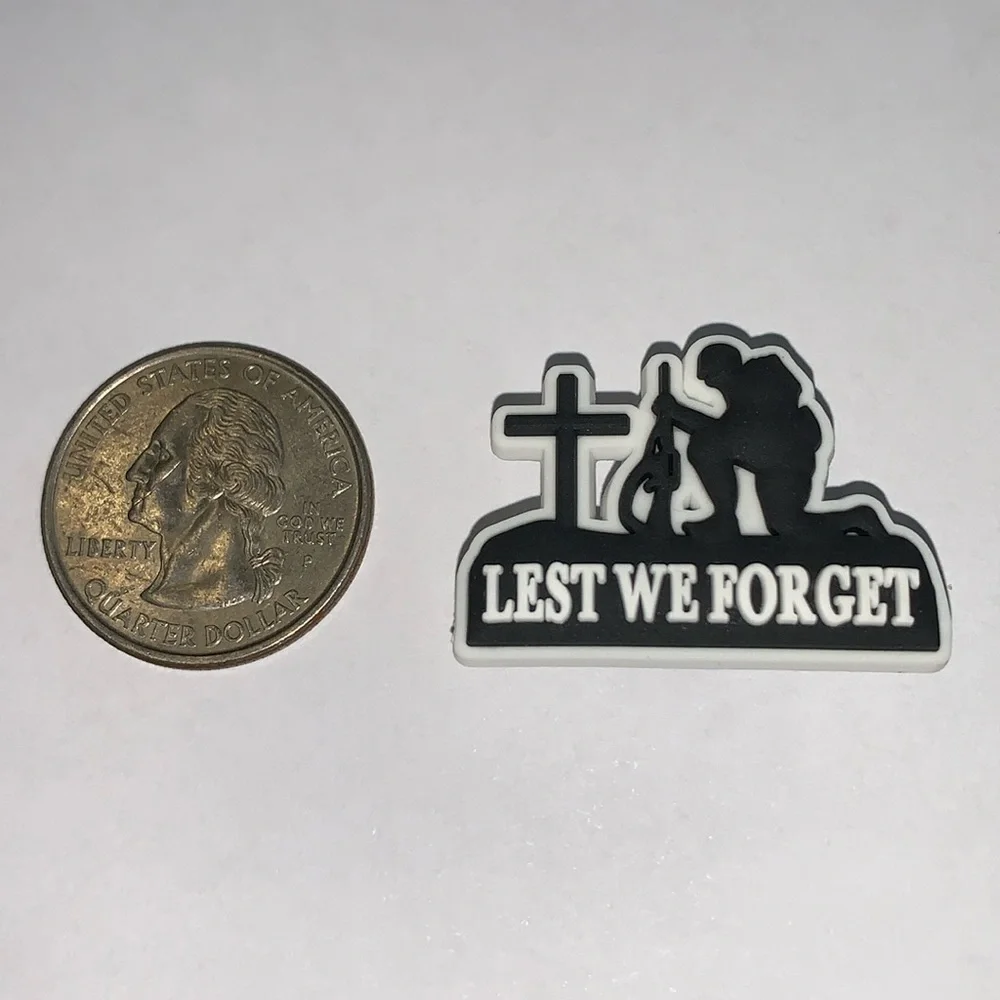 UNITED STATES OF AMERICA
LIBERTY
IN
GOD WE
TRUST
P
QUARTER DOLLAR
LEST WE FORGET